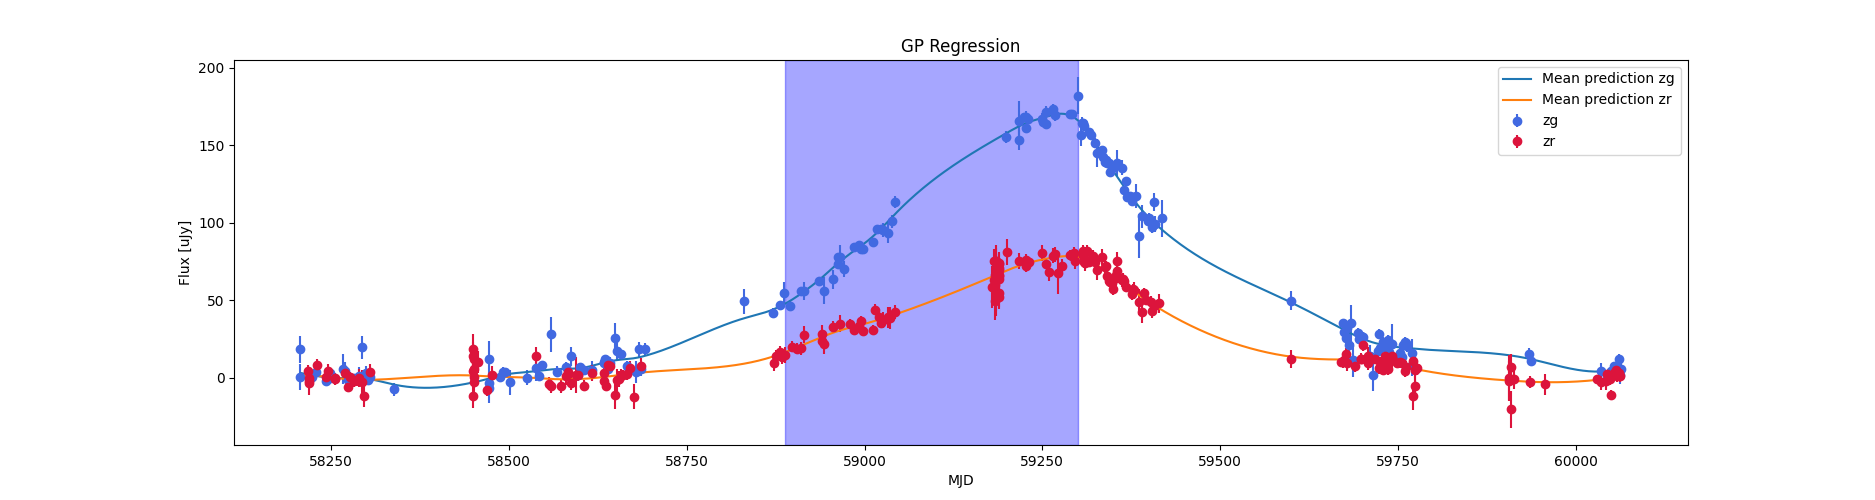 GP Regression
200
150
100
50
0
Flux [uJy]
58250
58500
58750
59000
59250
59500
59750
60000
MJD
Mean prediction zg
Mean prediction zr
zg
zr